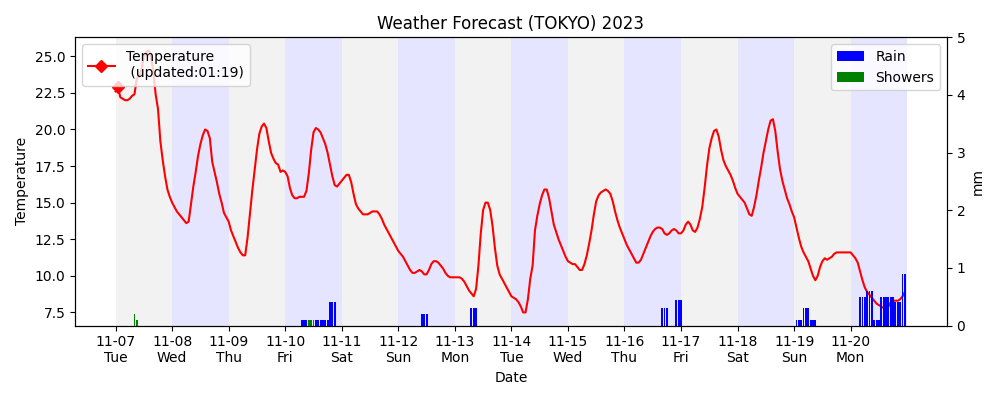 Weather Forecast (TOKYO) 2023
Temperature
(updated:01:19)
Rain
Showers
25.0
22.5
20.0
17.5
15.0
12.5
10.0
7.5
Temperature
5
4
3
2
1
0
mm
11-07 11-08 11-09 11-10 11-11 11-12 11-13 11-14 11-15 11-16 11-17 11-18 11-19 11-20
Tue Wed Thu Fri Sat Sun Mon Tue Wed Thu Fri Sat Sun Mon
Date